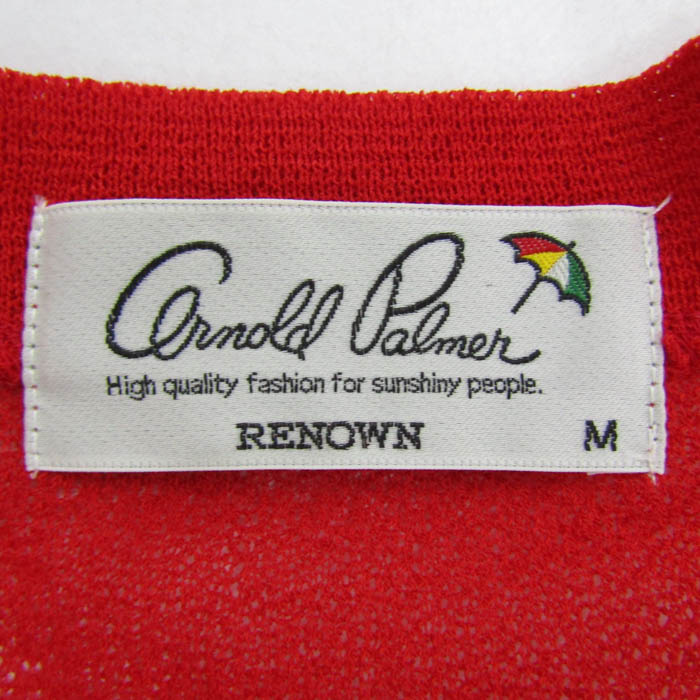 Arnold Palmer
High quality fashion for sunshiny people.
RENOWN M